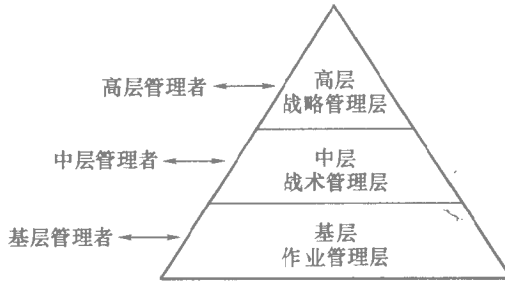 高层管理者
高层
战略管理层
中层管理者
中层
战术管理层
基层管理者
基层
作业管理层